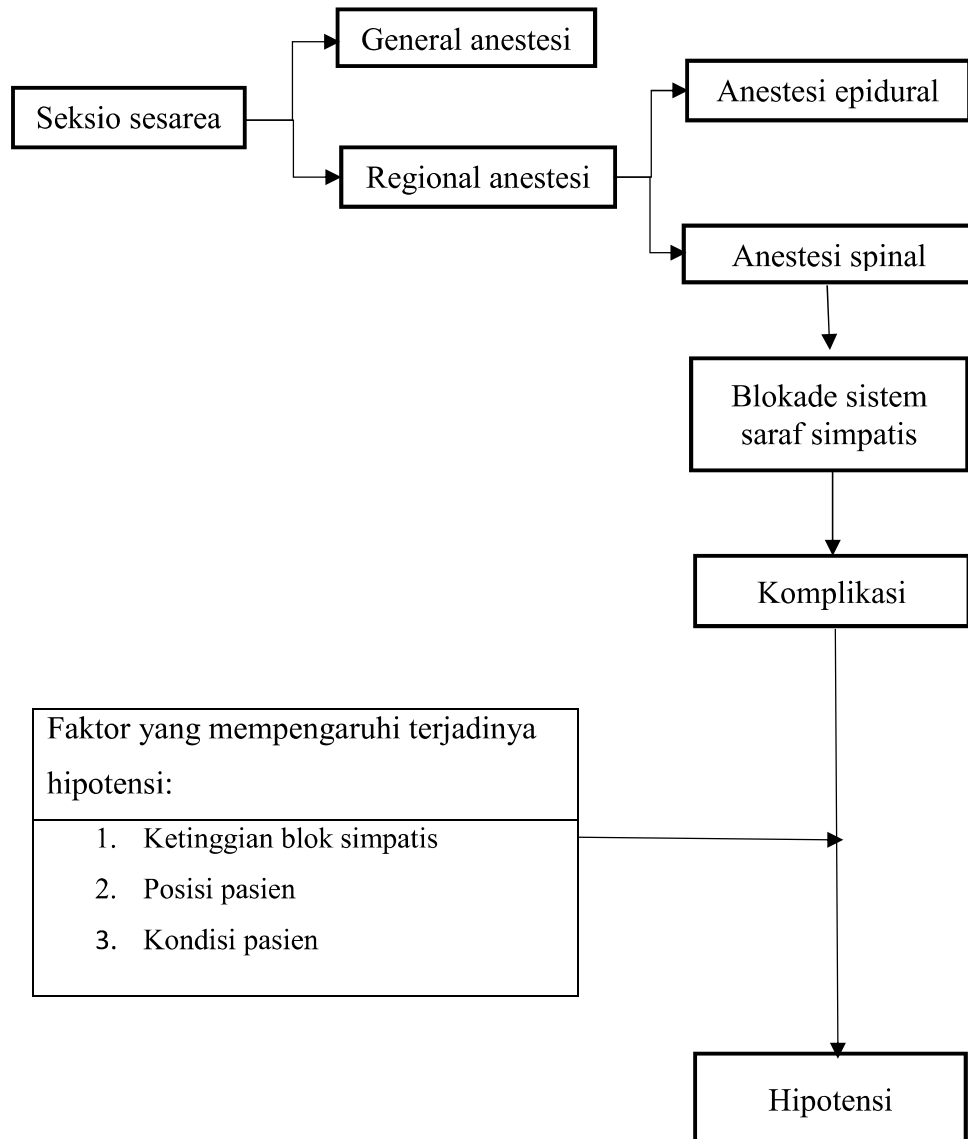 General anestesi
Anestesi epidural
Seksio sesarea
Regional anestesi
Anestesi spinal
Blokade sistem
saraf simpatis
Komplikasi
Faktor yang mempengaruhi terjadinya
hipotensi:
1. Ketinggian blok simpatis
2. Posisi pasien
3. Kondisi pasien
Hipotensi